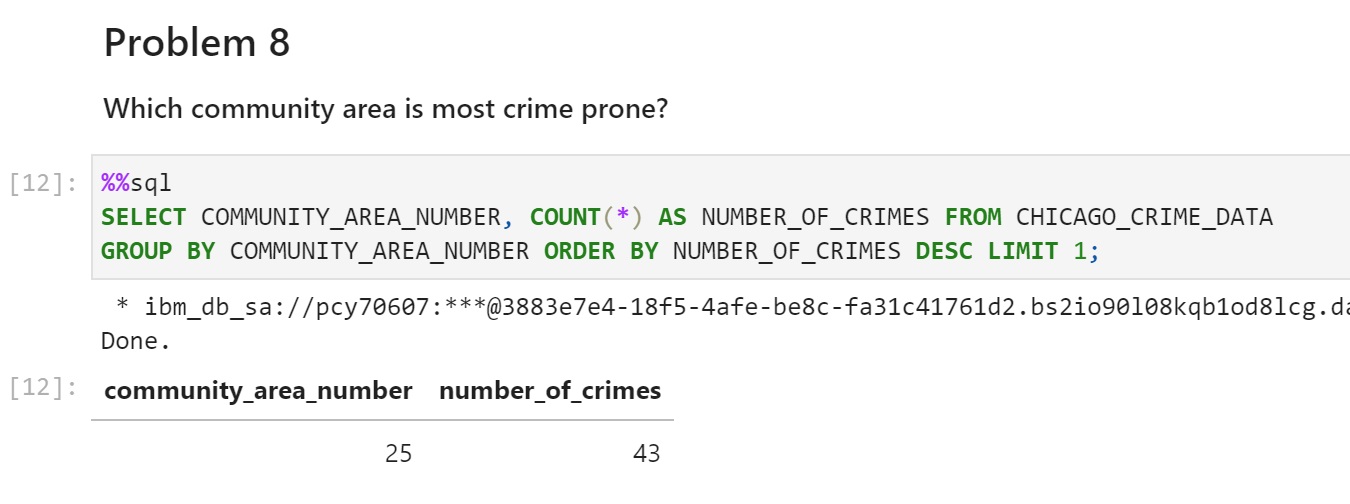 Problem 8
Which community area is most crime prone?
[12]: %%sql
SELECT COMMUNITY_AREA_NUMBER, COUNT(*) AS NUMBER_OF_CRIMES FROM CHICAGO_CRIME_DATA
GROUP BY COMMUNITY_AREA_NUMBER ORDER BY NUMBER_OF_CRIMES DESC LIMIT 1;
* ibm_db_sa://pcy70607:***@3883e7e4-18f5-4afe-be8c-fa31c41761d2.bs2io90l08kqb1od8lcg.da
Done.
[12]: community_area_number number_of_crimes
25 43